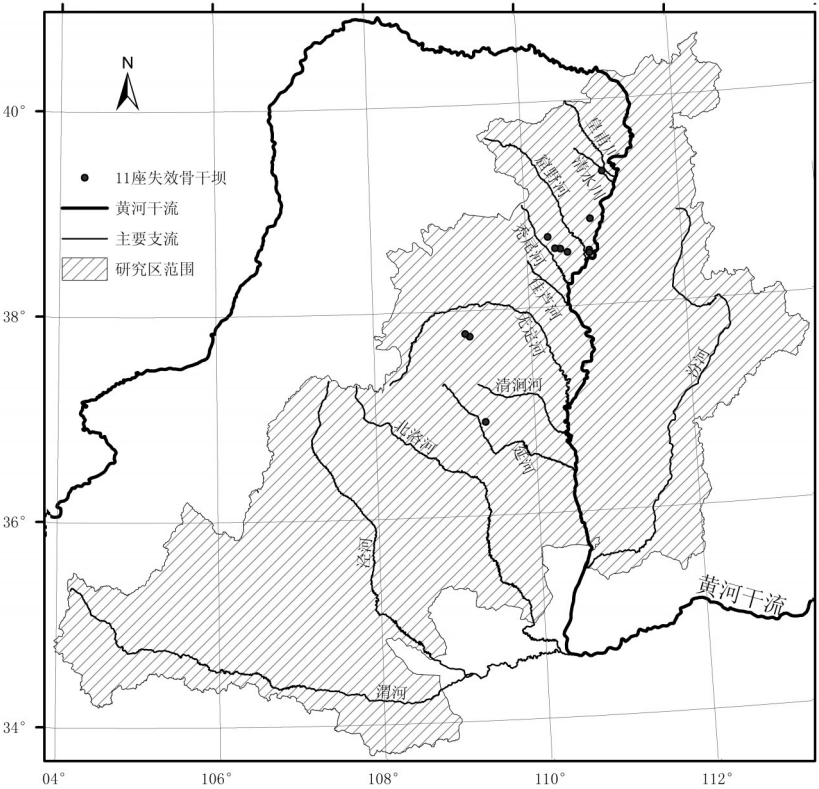 N
40°
38°
36°
34°
11座失效骨干坝
黄河干流
主要支流
研究区范围
皇甫川
清水川
窟野河
秃尾河
佳芦河
无定河
清涧河
延河
北洛河
汾河
泾河
渭河
黄河干流
04°
106°
108°
110°
112°